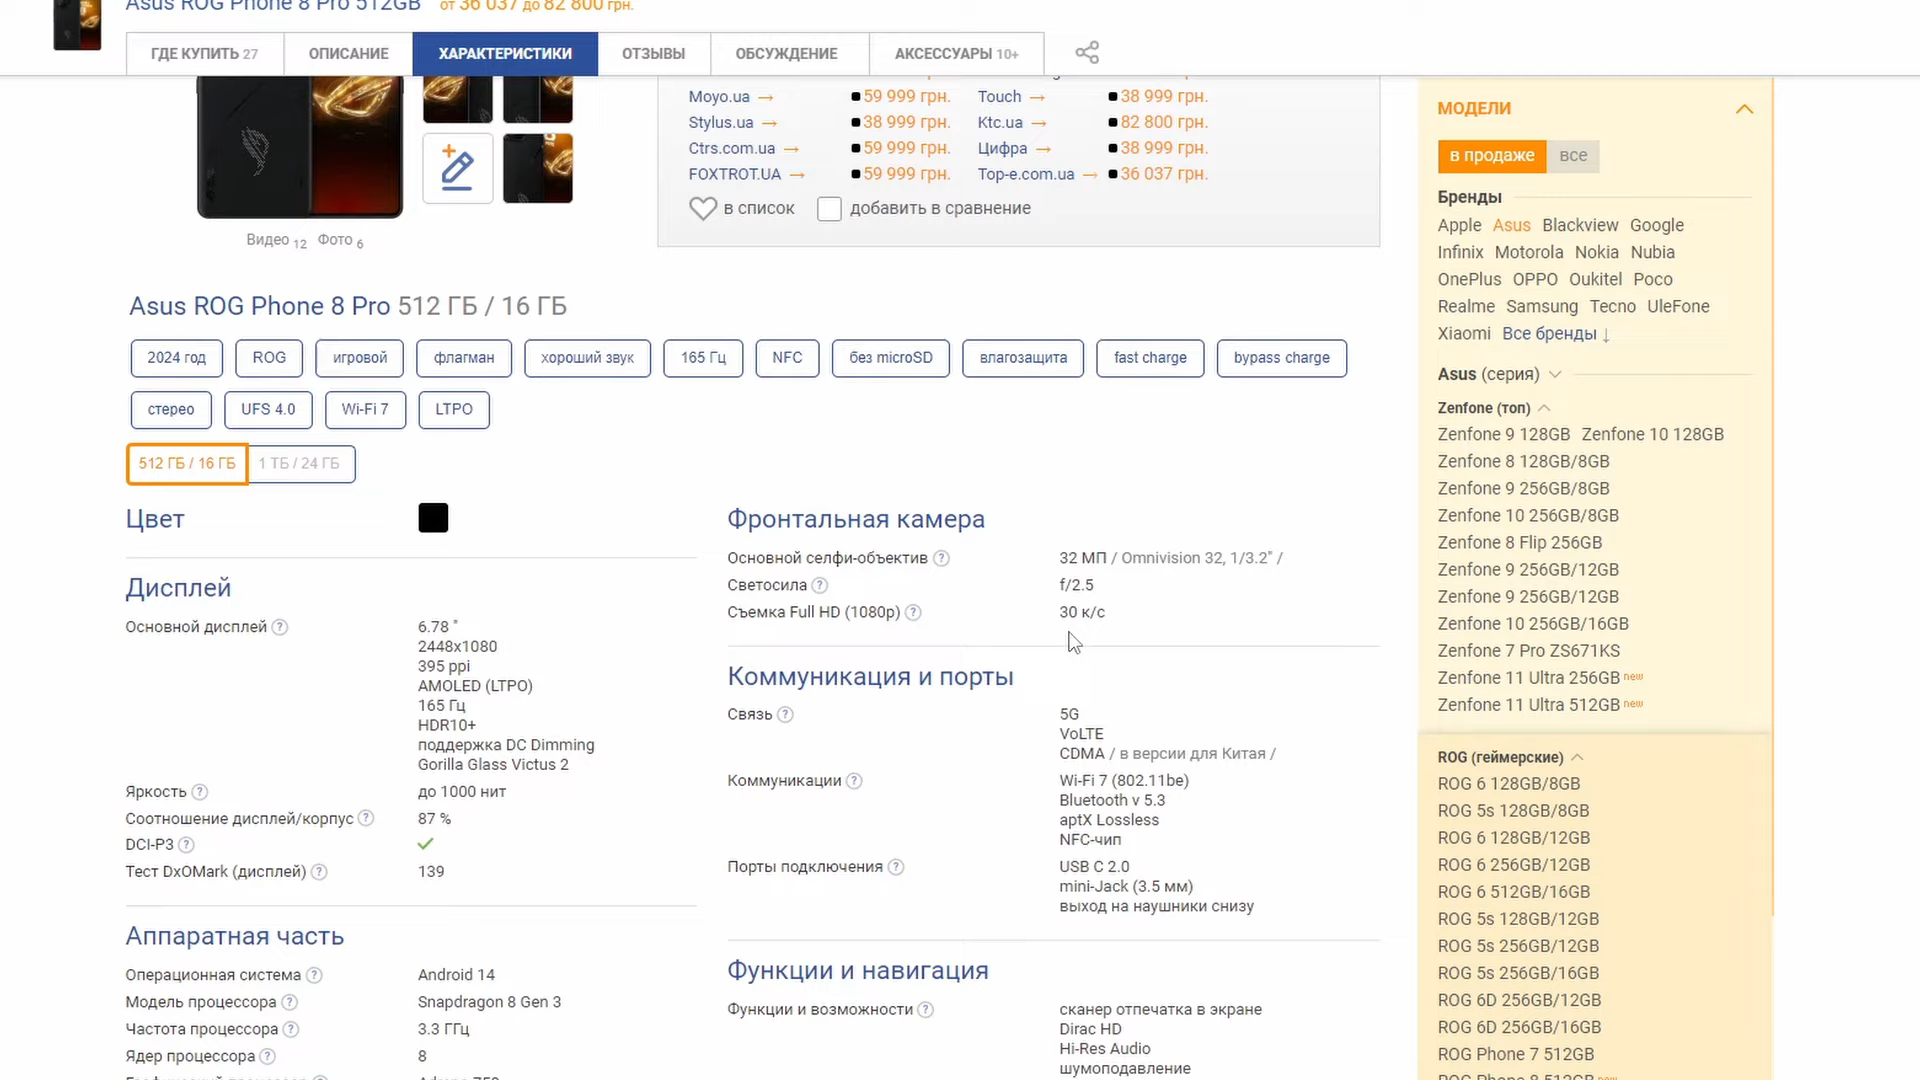 Asus ROG Phone 8 Pro 512GB от 36 037 до 82 800 грн.
ГДЕ КУПИТЬ 27 ОПИСАНИЕ ХАРАКТЕРИСТИКИ ОТЗЫВЫ ОБСУЖДЕНИЕ АКСЕССУАРЫ 10+
Moyo.ua → 59 999 грн. Touch → 38 999 грн.
Stylus.ua → 38 999 грн. Ktc.ua → 82 800 грн.
Ctrs.com.ua → 59 999 грн. Цифра → 38 999 грн.
FOXTROT.UA → 59 999 грн. Top-e.com.ua → 36 037 грн.
в список добавить в сравнение
Видео 12 Фото 6
Asus ROG Phone 8 Pro 512 ГБ / 16 ГБ
2024 год ROG игровой флагман хороший звук 165 Гц NFC без microSD влагозащита fast charge bypass charge
стерео UFS 4.0 Wi-Fi 7 LTPO
512 ГБ / 16 ГБ 1 ТБ / 24 ГБ
Цвет
Дисплей
Основной дисплей 6.78 "
2448x1080
395 ppi
AMOLED (LTPO)
165 Гц
HDR10+
поддержка DC Dimming
Gorilla Glass Victus 2
Яркость до 1000 нит
Соотношение дисплей/корпус 87 %
DCI-P3
Тест DxOMark (дисплей) 139
Аппаратная часть
Операционная система Android 14
Модель процессора Snapdragon 8 Gen 3
Частота процессора 3.3 ГГц
Ядер процессора 8
Фронтальная камера
Основной селфи-объектив 32 МП / Omnivision 32, 1/3.2" /
Светосила f/2.5
Съемка Full HD (1080p) 30 к/с
Коммуникация и порты
Связь 5G
VoLTE
CDMA / в версии для Китая /
Коммуникации Wi-Fi 7 (802.11be)
Bluetooth v 5.3
aptX Lossless
NFC-чип
Порты подключения USB C 2.0
mini-Jack (3.5 мм)
выход на наушники снизу
Функции и навигация
Функции и возможности сканер отпечатка в экране
Dirac HD
Hi-Res Audio
шумоподавление
МОДЕЛИ
в продаже все
Бренды
Apple Asus Blackview Google
Infinix Motorola Nokia Nubia
OnePlus OPPO Oukitel Poco
Realme Samsung Tecno UleFone
Xiaomi Все бренды ↓
Asus (серия)
Zenfone (топ)
Zenfone 9 128GB Zenfone 10 128GB
Zenfone 8 128GB/8GB
Zenfone 9 256GB/8GB
Zenfone 10 256GB/8GB
Zenfone 8 Flip 256GB
Zenfone 9 256GB/12GB
Zenfone 9 256GB/12GB
Zenfone 10 256GB/16GB
Zenfone 7 Pro ZS671KS
Zenfone 11 Ultra 256GB new
Zenfone 11 Ultra 512GB new
ROG (геймерские)
ROG 6 128GB/8GB
ROG 5s 128GB/8GB
ROG 6 128GB/12GB
ROG 6 256GB/12GB
ROG 6 512GB/16GB
ROG 5s 128GB/12GB
ROG 5s 256GB/12GB
ROG 5s 256GB/16GB
ROG 6D 256GB/12GB
ROG 6D 256GB/16GB
ROG Phone 7 512GB
ROG Phone 8 512GB new